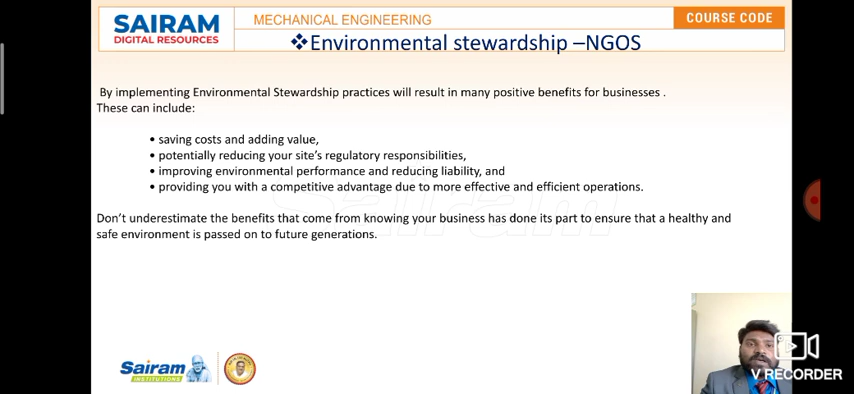 SAIRAM
DIGITAL RESOURCES
MECHANICAL ENGINEERING
COURSE CODE
❖Environmental stewardship –NGOS
By implementing Environmental Stewardship practices will result in many positive benefits for businesses .
These can include:
• saving costs and adding value,
• potentially reducing your site's regulatory responsibilities,
• improving environmental performance and reducing liability, and
• providing you with a competitive advantage due to more effective and efficient operations.
Sairam
Don't underestimate the benefits that come from knowing your business has done its part to ensure that a healthy and
safe environment is passed on to future generations.
Sairam
INSTITUTIONS
V RECORDER